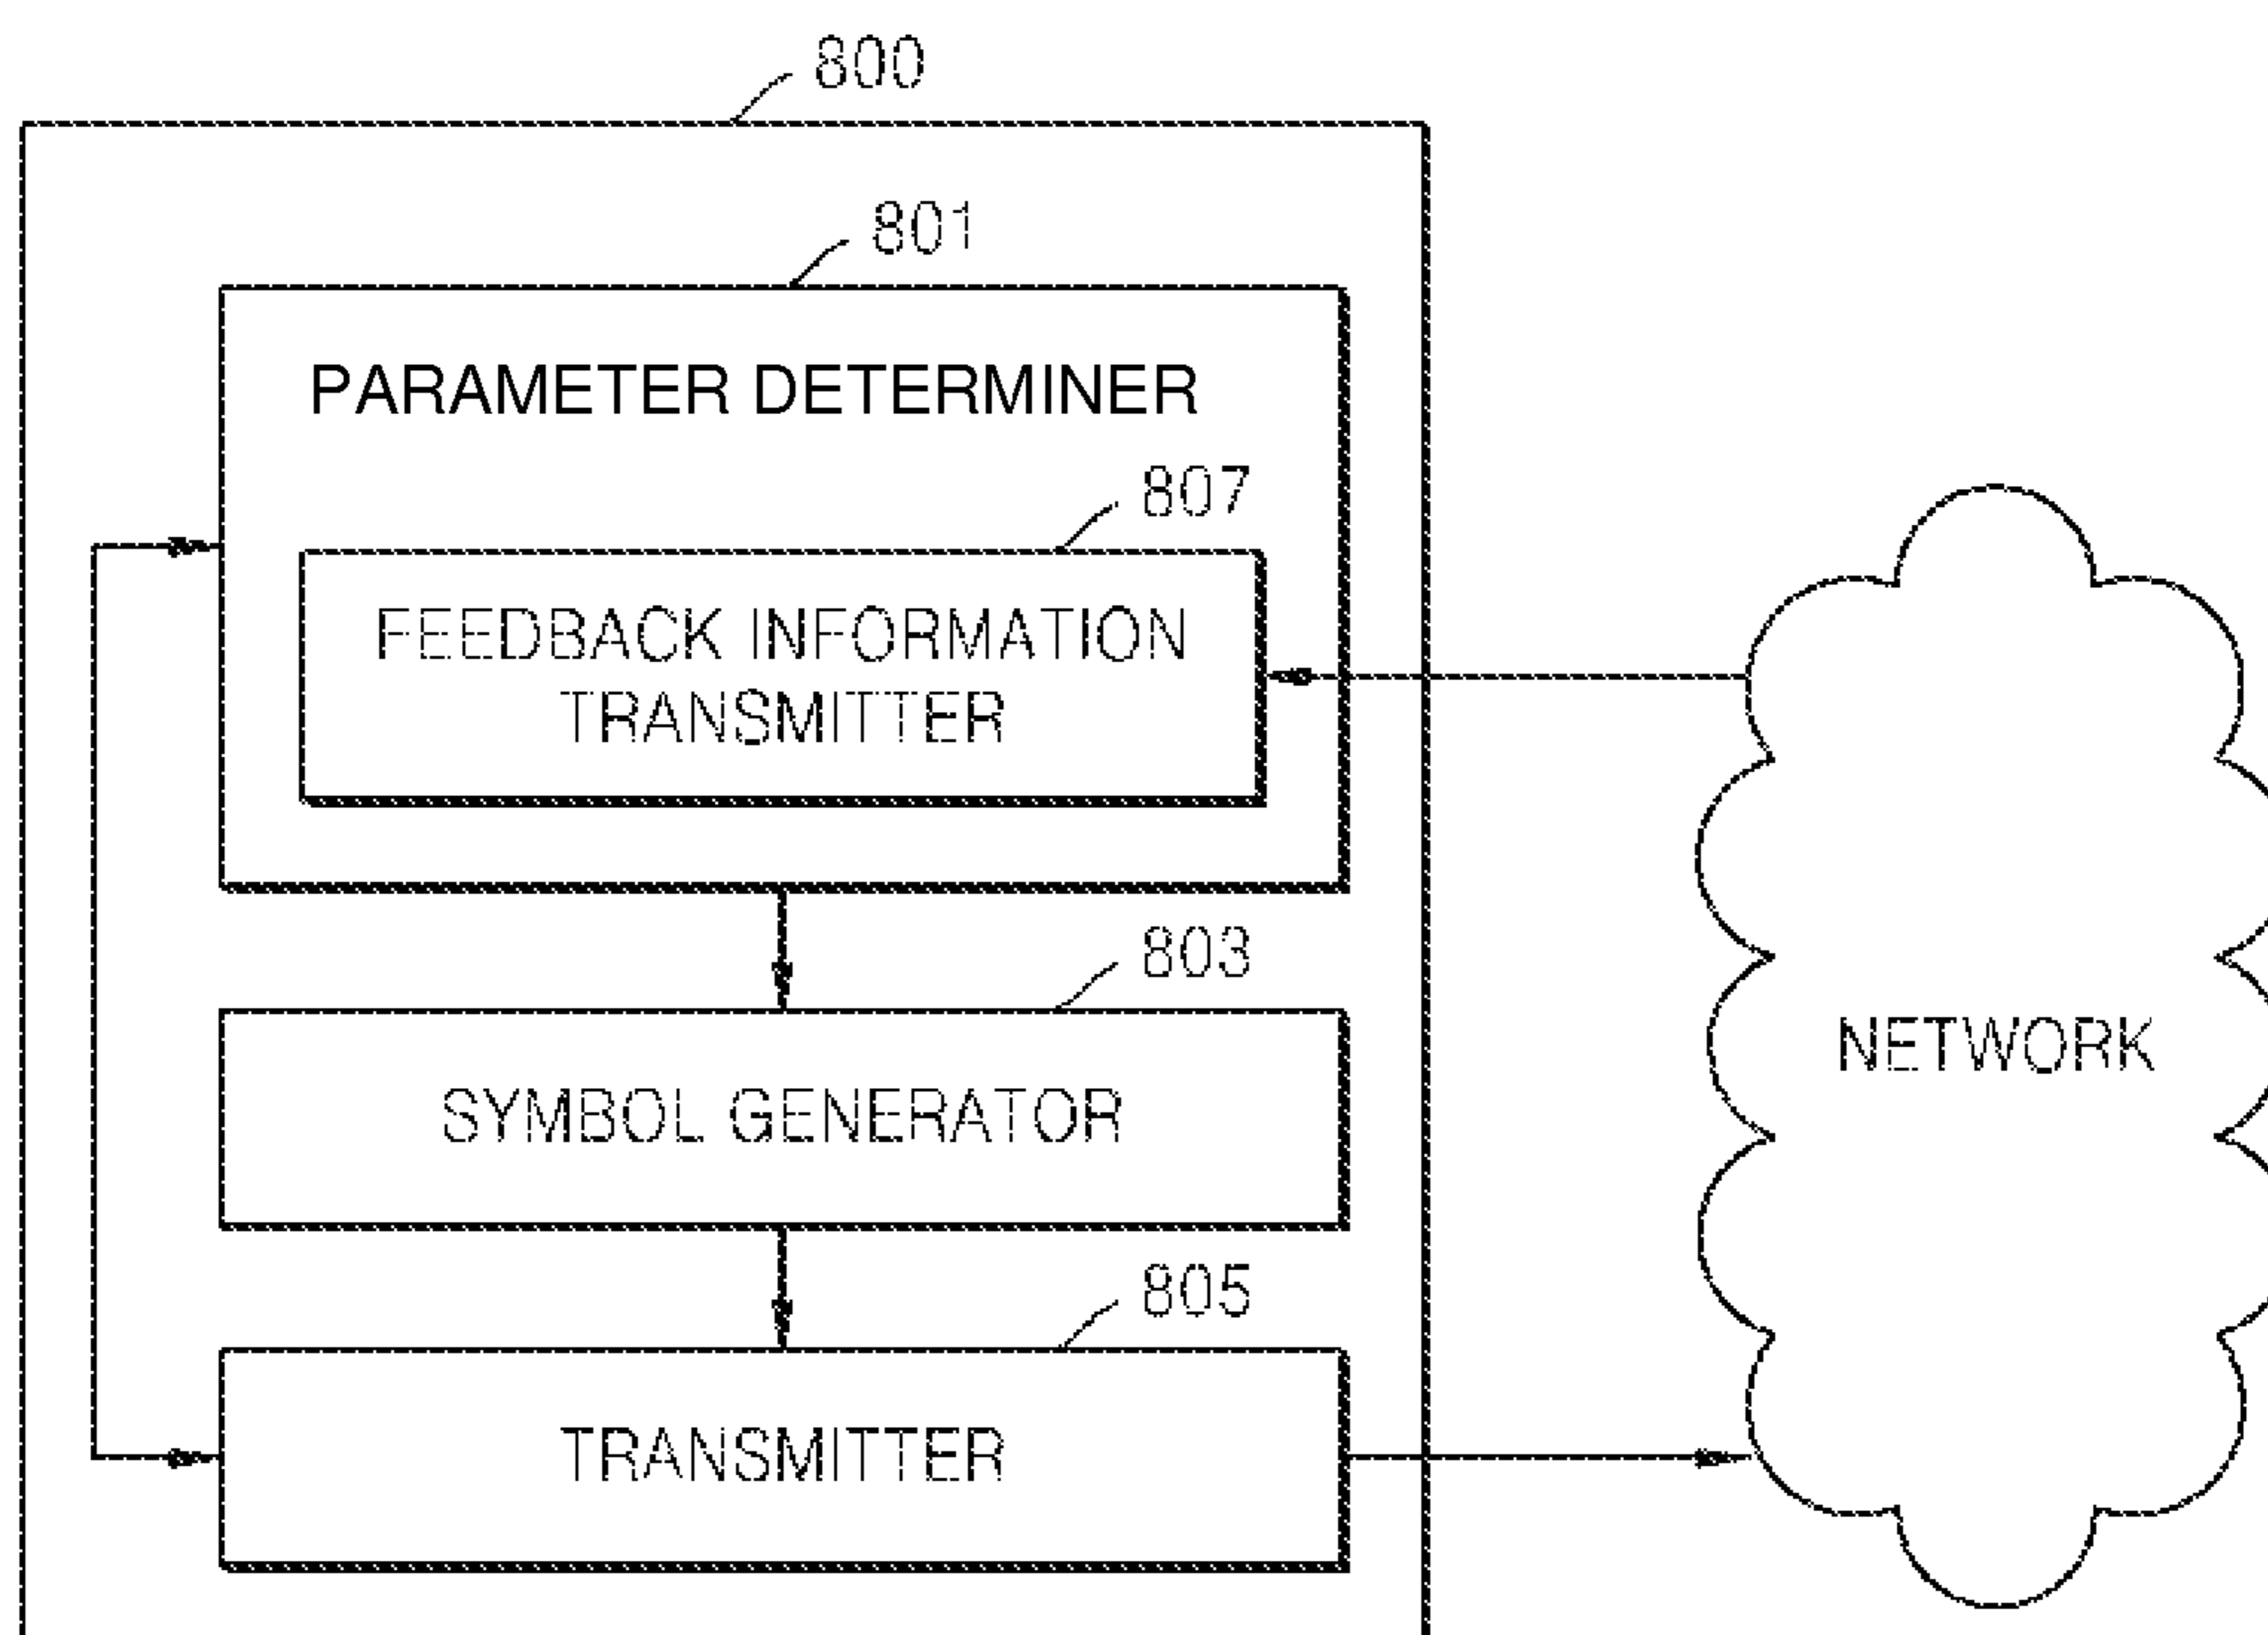 800
801
PARAMETER DETERMINER
807
FEEDBACK INFORMATION
TRANSMITTER
803
SYMBOL GENERATOR
805
TRANSMITTER
NETWORK